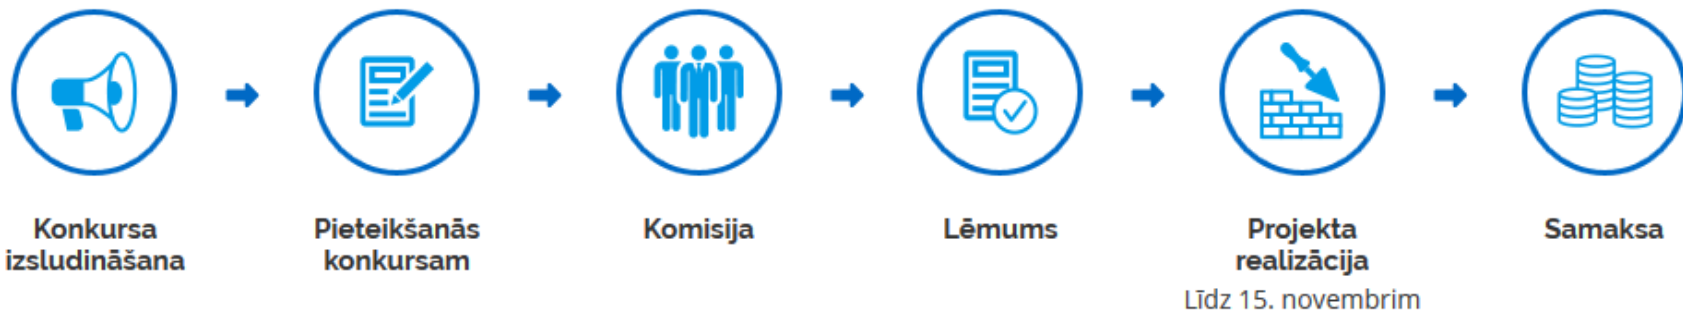 Konkursa
izsludināšana
Pieteikšanās
konkursam
Komisija
Lēmums
Projekta
realizācija
Līdz 15. novembrim
Samaksa